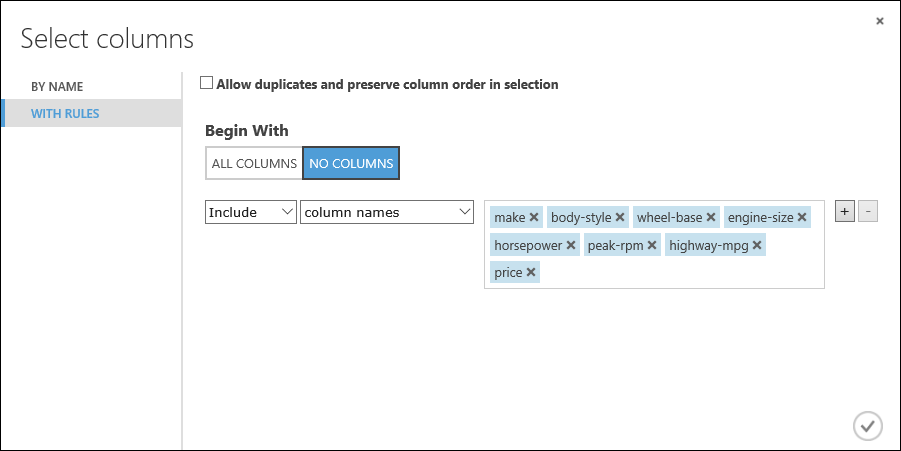 Select columns
BY NAME
WITH RULES
Allow duplicates and preserve column order in selection
Begin With
ALL COLUMNS NO COLUMNS
Include column names make body-style wheel-base engine-size + -
horsepower peak-rpm highway-mpg
price